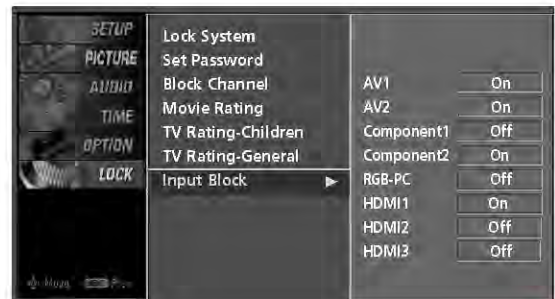 SETUP
PICTURE
AUDIO
TIME
OPTION
LOCK
Move
Prev
Lock System
Set Password
Block Channel
Movie Rating
TV Rating-Children
TV Rating-General
Input Block ▶
AV1 On
AV2 On
Component1 Off
Component2 On
RGB-PC Off
HDMI1 On
HDMI2 Off
HDMI3 Off